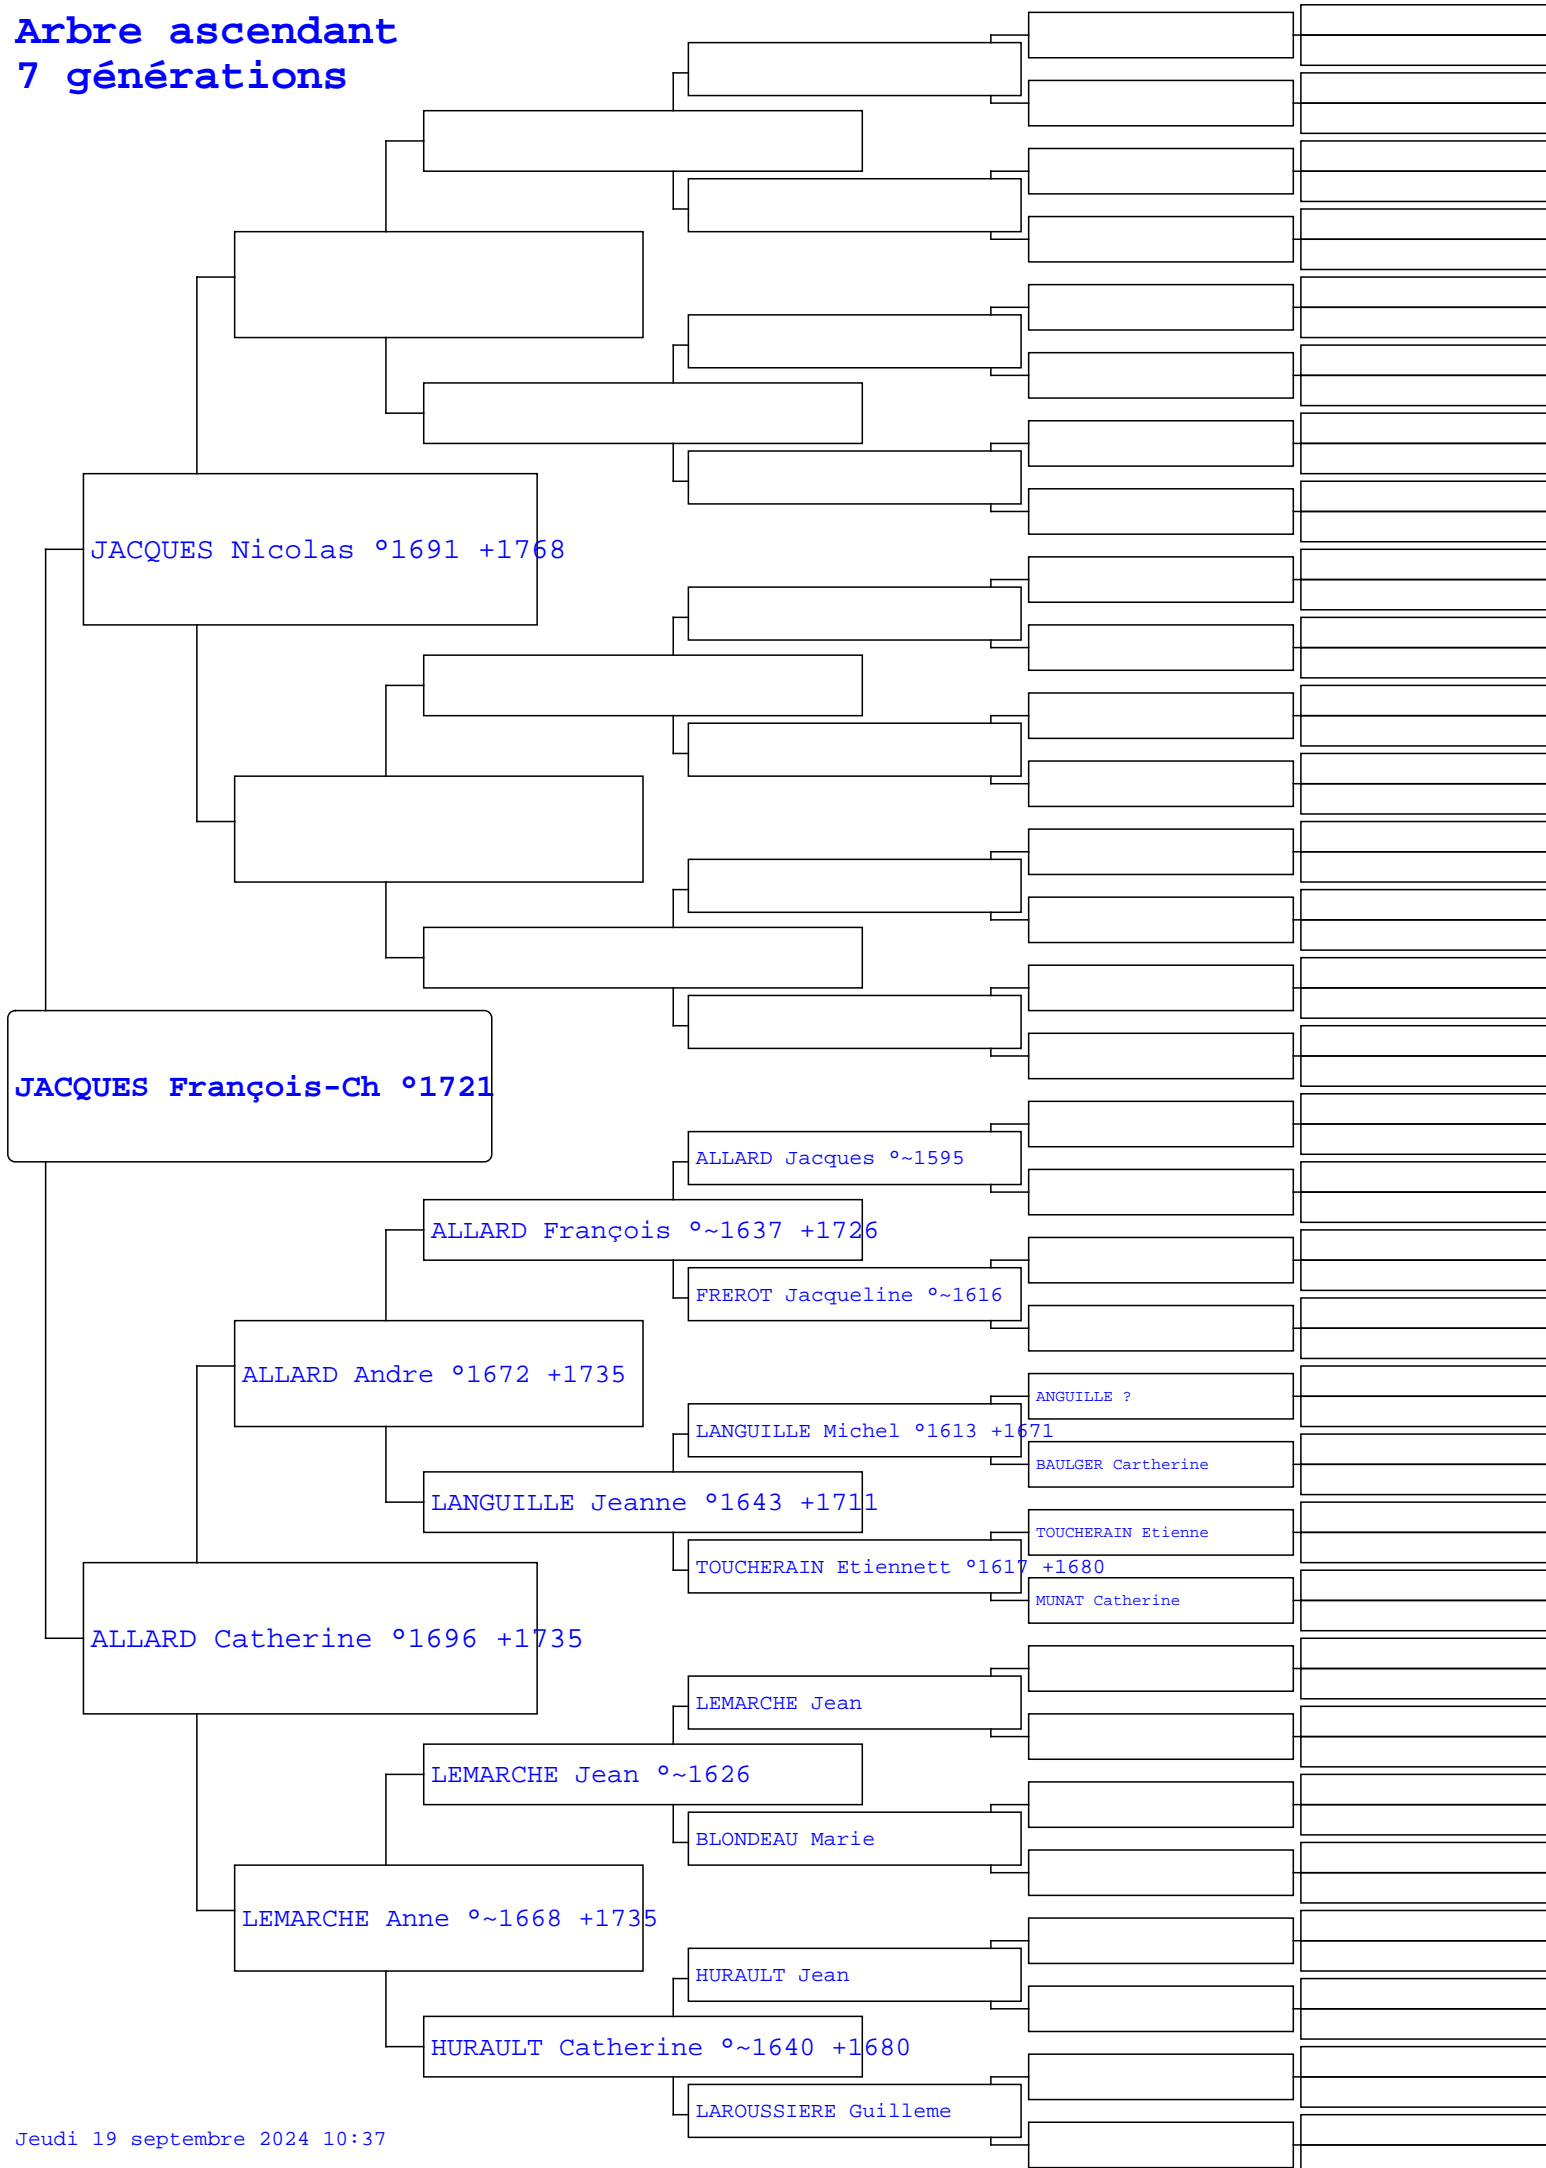 Arbre ascendant
7 générations
JACQUES Nicolas °1691 +1768
JACQUES François-Ch °1721
ALLARD Jacques °~1595
ALLARD François °~1637 +1726
FREROT Jacqueline °~1616
ALLARD Andre °1672 +1735
ANGUILLE ?
LANGUILLE Michel °1613 +1671
BAULGER Cartherine
LANGUILLE Jeanne °1643 +1711
TOUCHERAIN Etienne
TOUCHERAIN Etiennett °1617 +1680
MUNAT Catherine
ALLARD Catherine °1696 +1735
LEMARCHE Jean
LEMARCHE Jean °~1626
BLONDEAU Marie
LEMARCHE Anne °~1668 +1735
HURAULT Jean
HURAULT Catherine °~1640 +1680
LAROUSSIERE Guilleme
Jeudi 19 septembre 2024 10:37